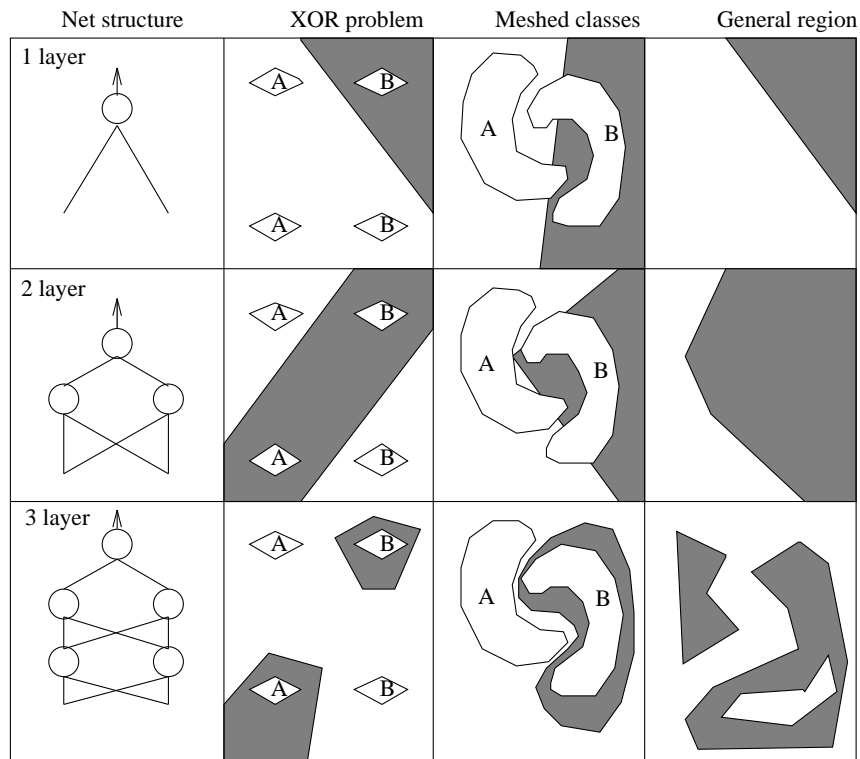 Net structure XOR problem Meshed classes General region
1 layer
A B
A B
A B
2 layer
A B
A B
A B
3 layer
A B
A B
A B